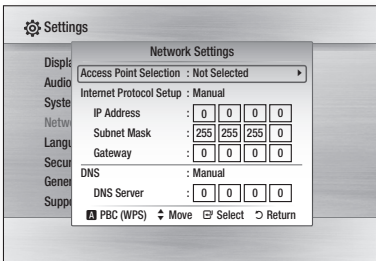 Settings
Displa
Audio
Syste
Netwo
Langu
Secur
Gener
Suppo
Network Settings
Access Point Selection : Not Selected
Internet Protocol Setup : Manual
IP Address : 0 0 0 0
Subnet Mask : 255 255 255 0
Gateway : 0 0 0 0
DNS : Manual
DNS Server : 0 0 0 0
A PBC (WPS) Move Select Return